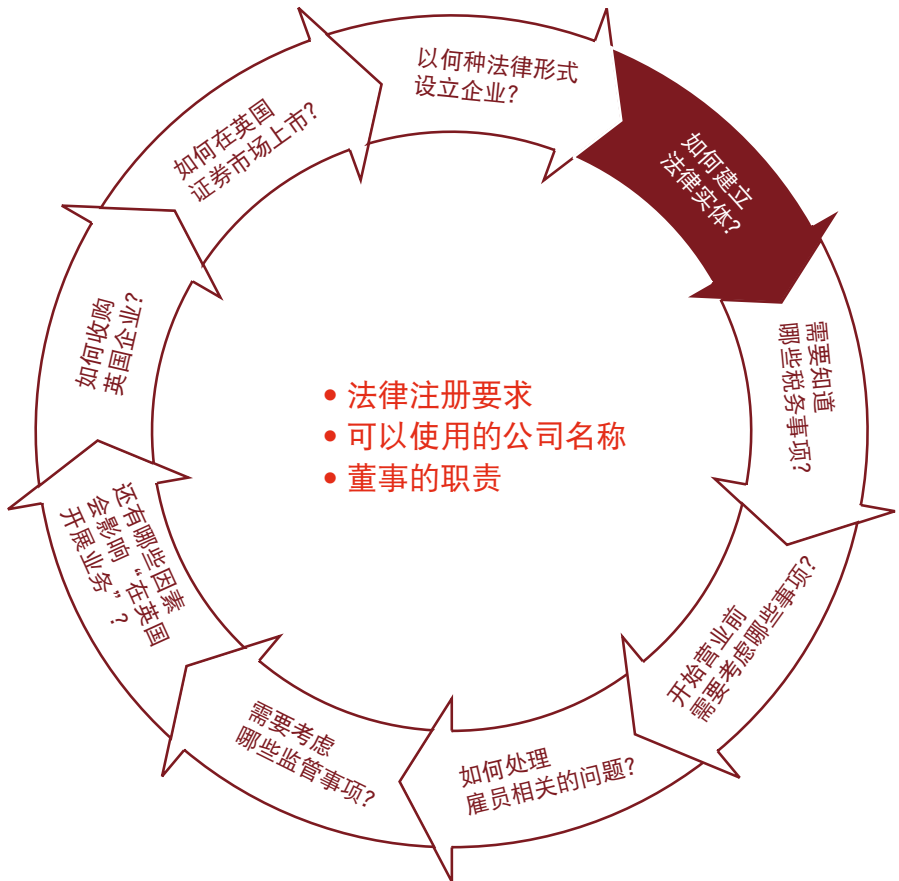 以何种法律形式
设立企业?
如何建立
法律实体?
需要知道
哪些税务事项?
开始营业前
需要考虑哪些事项?
如何处理
雇员相关的问题?
需要考虑
哪些监管事项?
还有哪些因素
会影响“在英国
开展业务”?
如何收购
英国企业?
如何在英国
证券市场上市?
• 法律注册要求
• 可以使用的公司名称
• 董事的职责